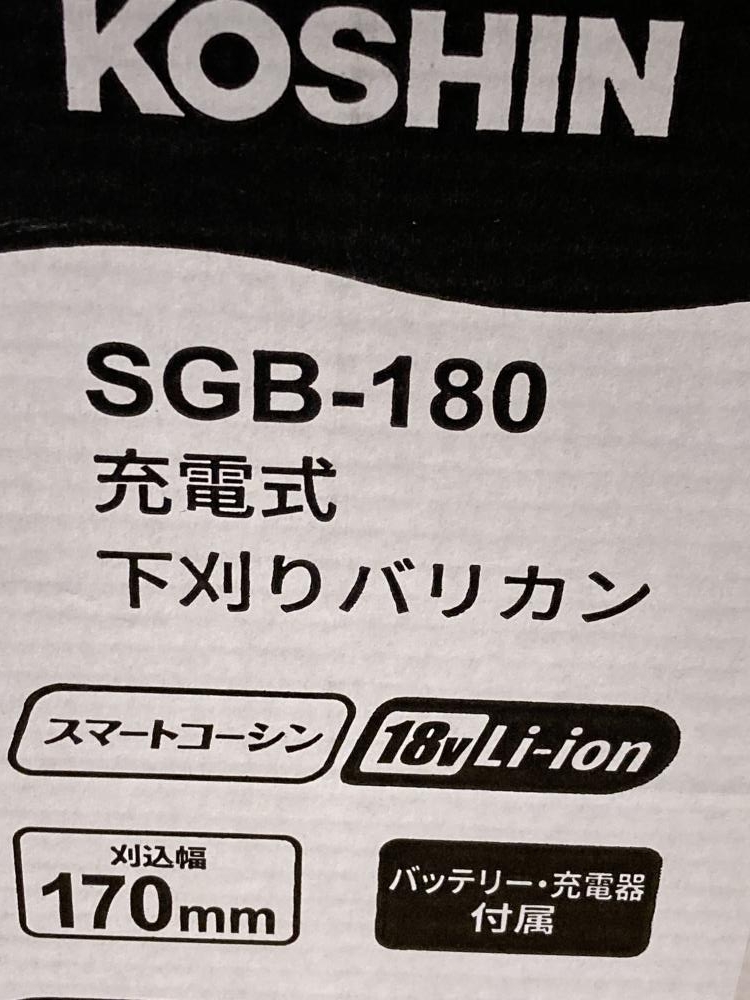 KOSHIN
SGB-180
充電式
下刈りバリカン
スマートコーシン
18v Li-ion
刈込幅
170mm
バッテリー・充電器
付属